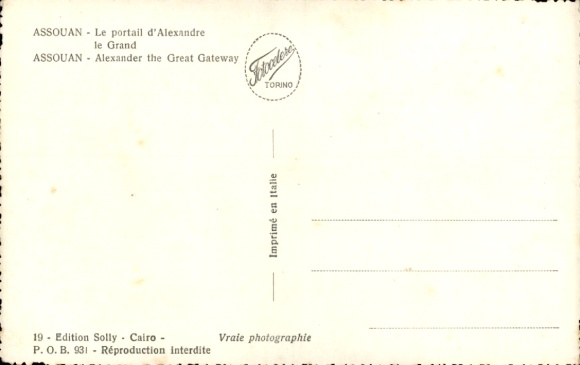 ASSOUAN - Le portail d'Alexandre
le Grand
ASSOUAN - Alexander the Great Gateway
Fotocelere
TORINO
Imprimé en Italie
19 - Edition Solly - Cairo -
P. O. B. 931 - Réproduction interdite
Vraie photographie